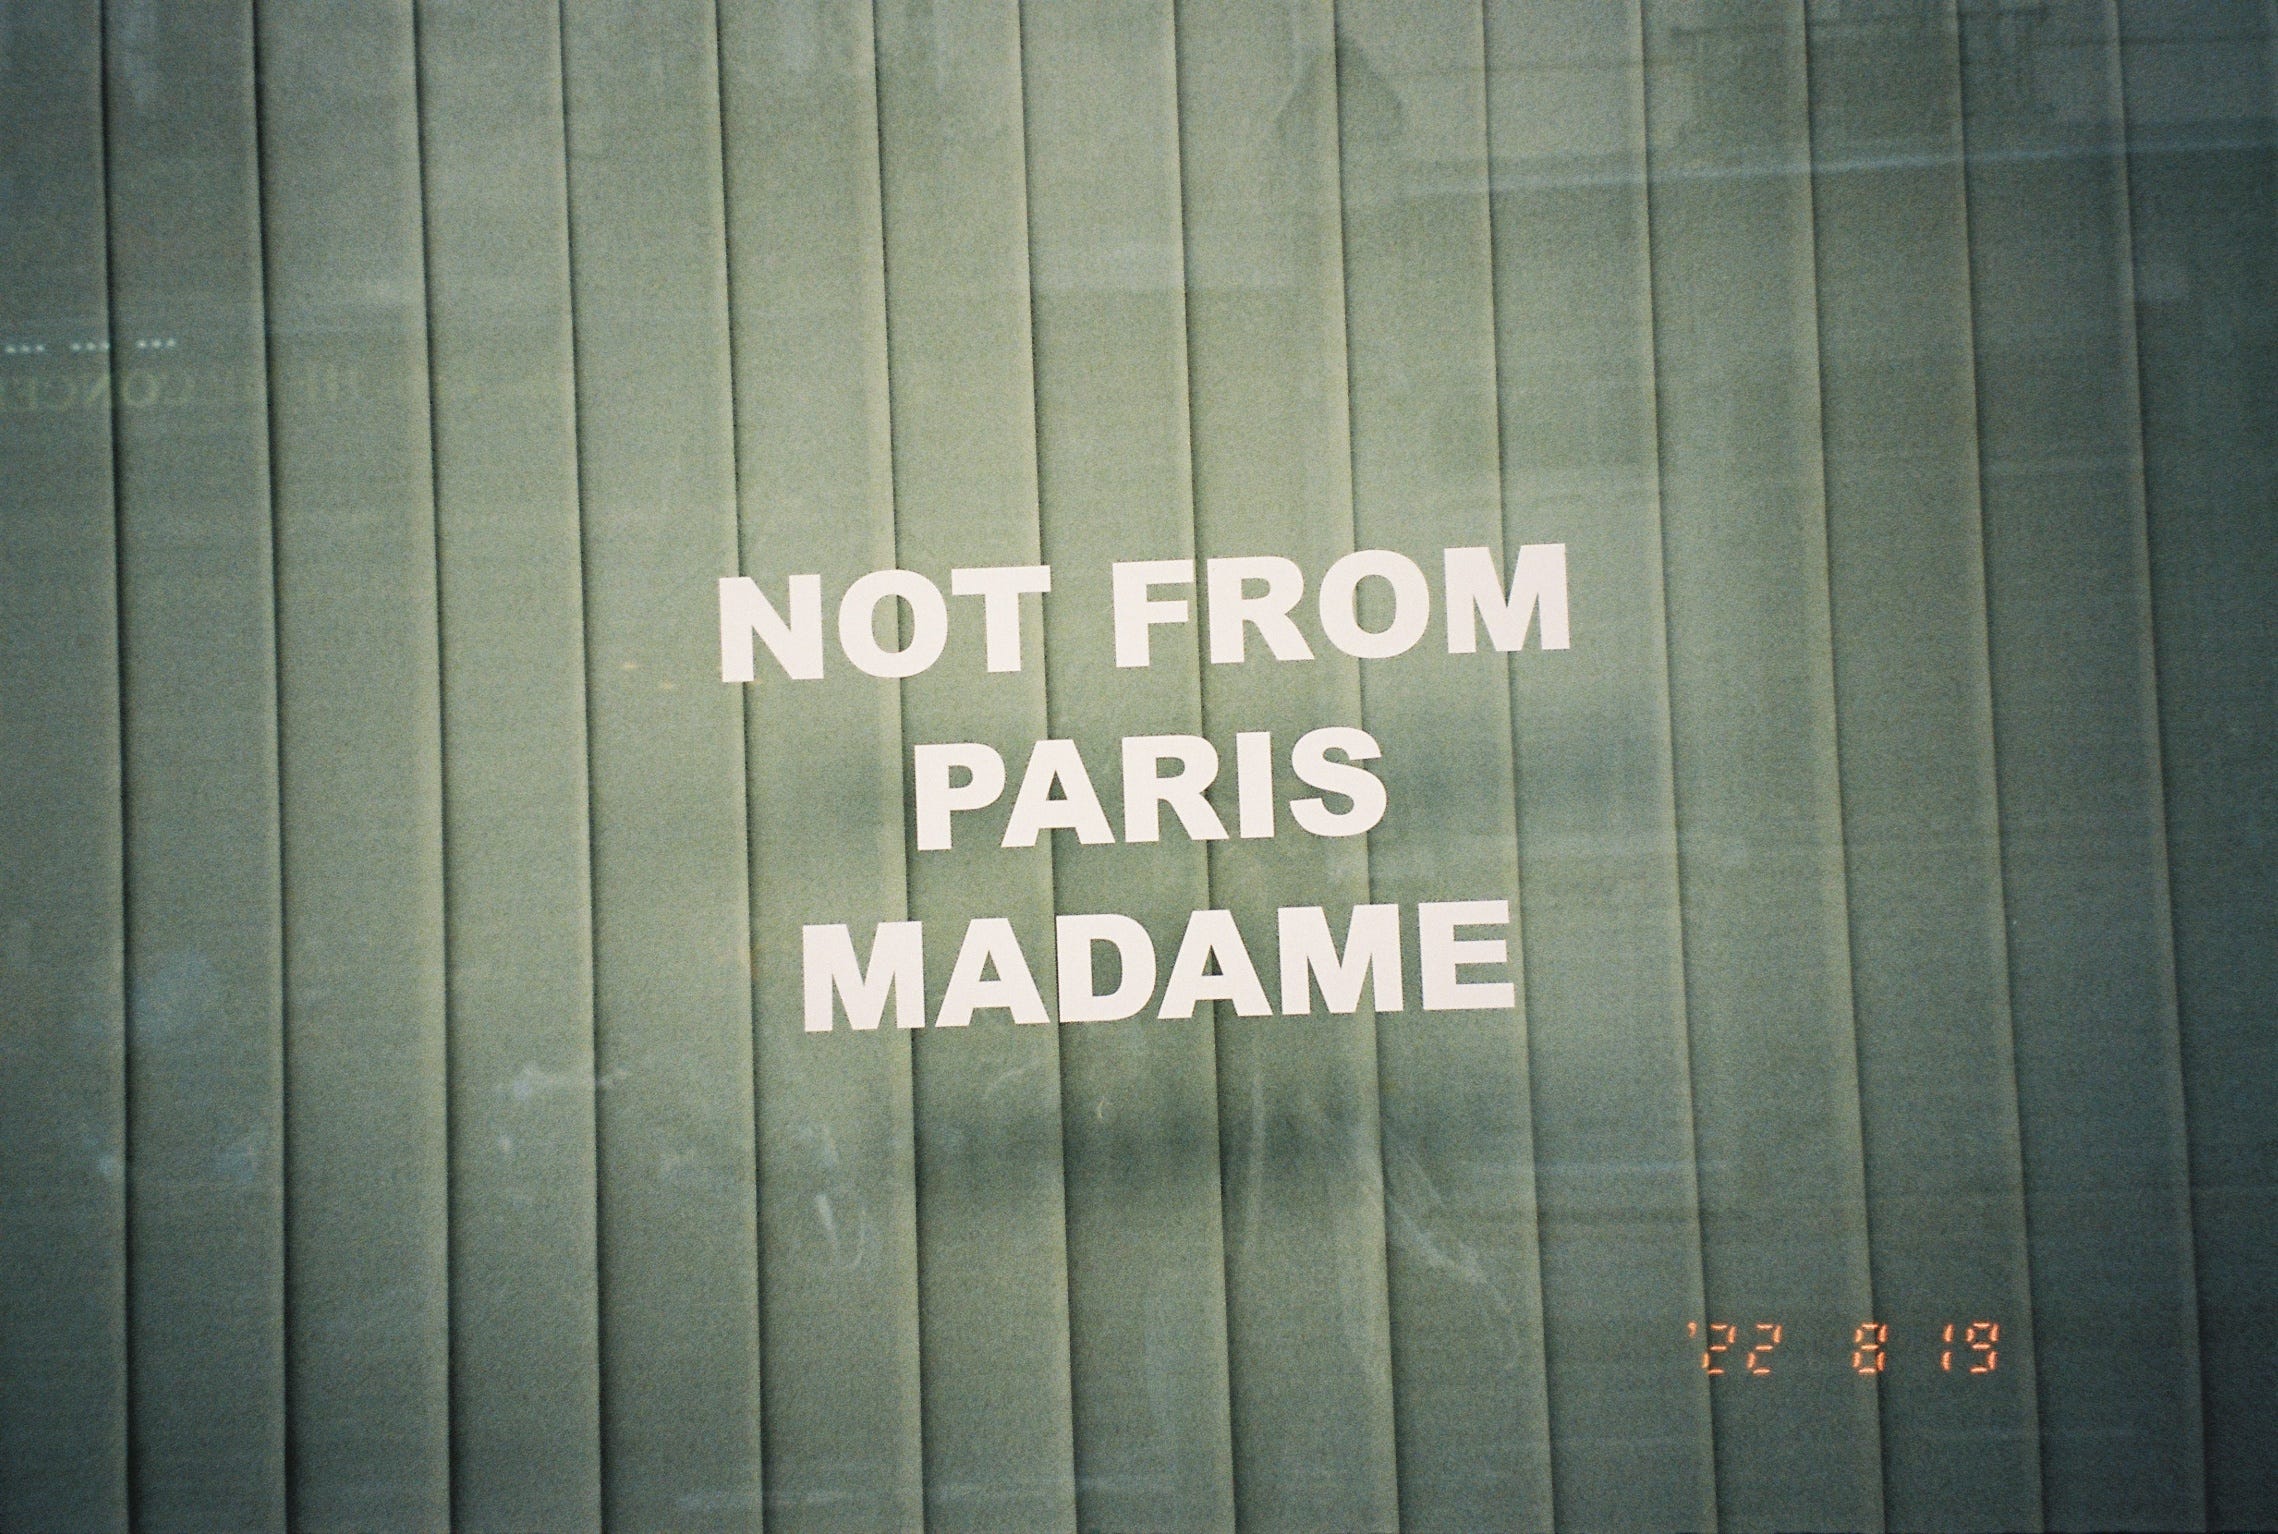 NOT FROM
PARIS
MADAME
'22 8 19